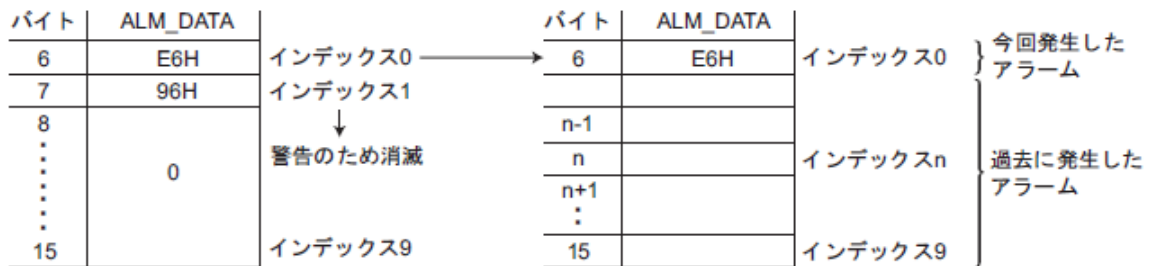 バイト ALM_DATA バイト ALM_DATA
6 E6H インデックス0 6 E6H インデックス0 今回発生した
アラーム
7 96H インデックス1
8 n-1
警告のため消滅 n インデックスn 過去に発生した
0 n+1 アラーム
15 インデックス9 15 インデックス9